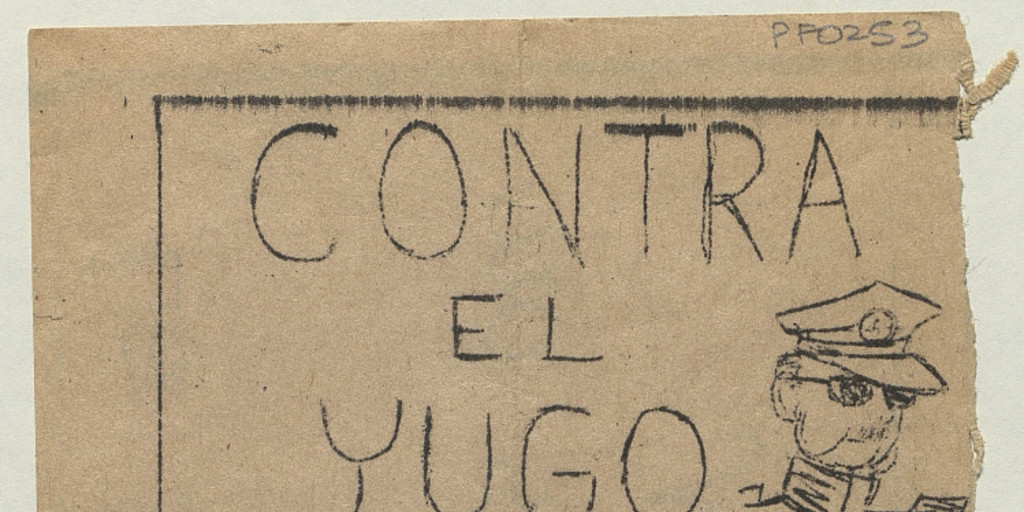 PF0253
CONTRA
EL
YUGO